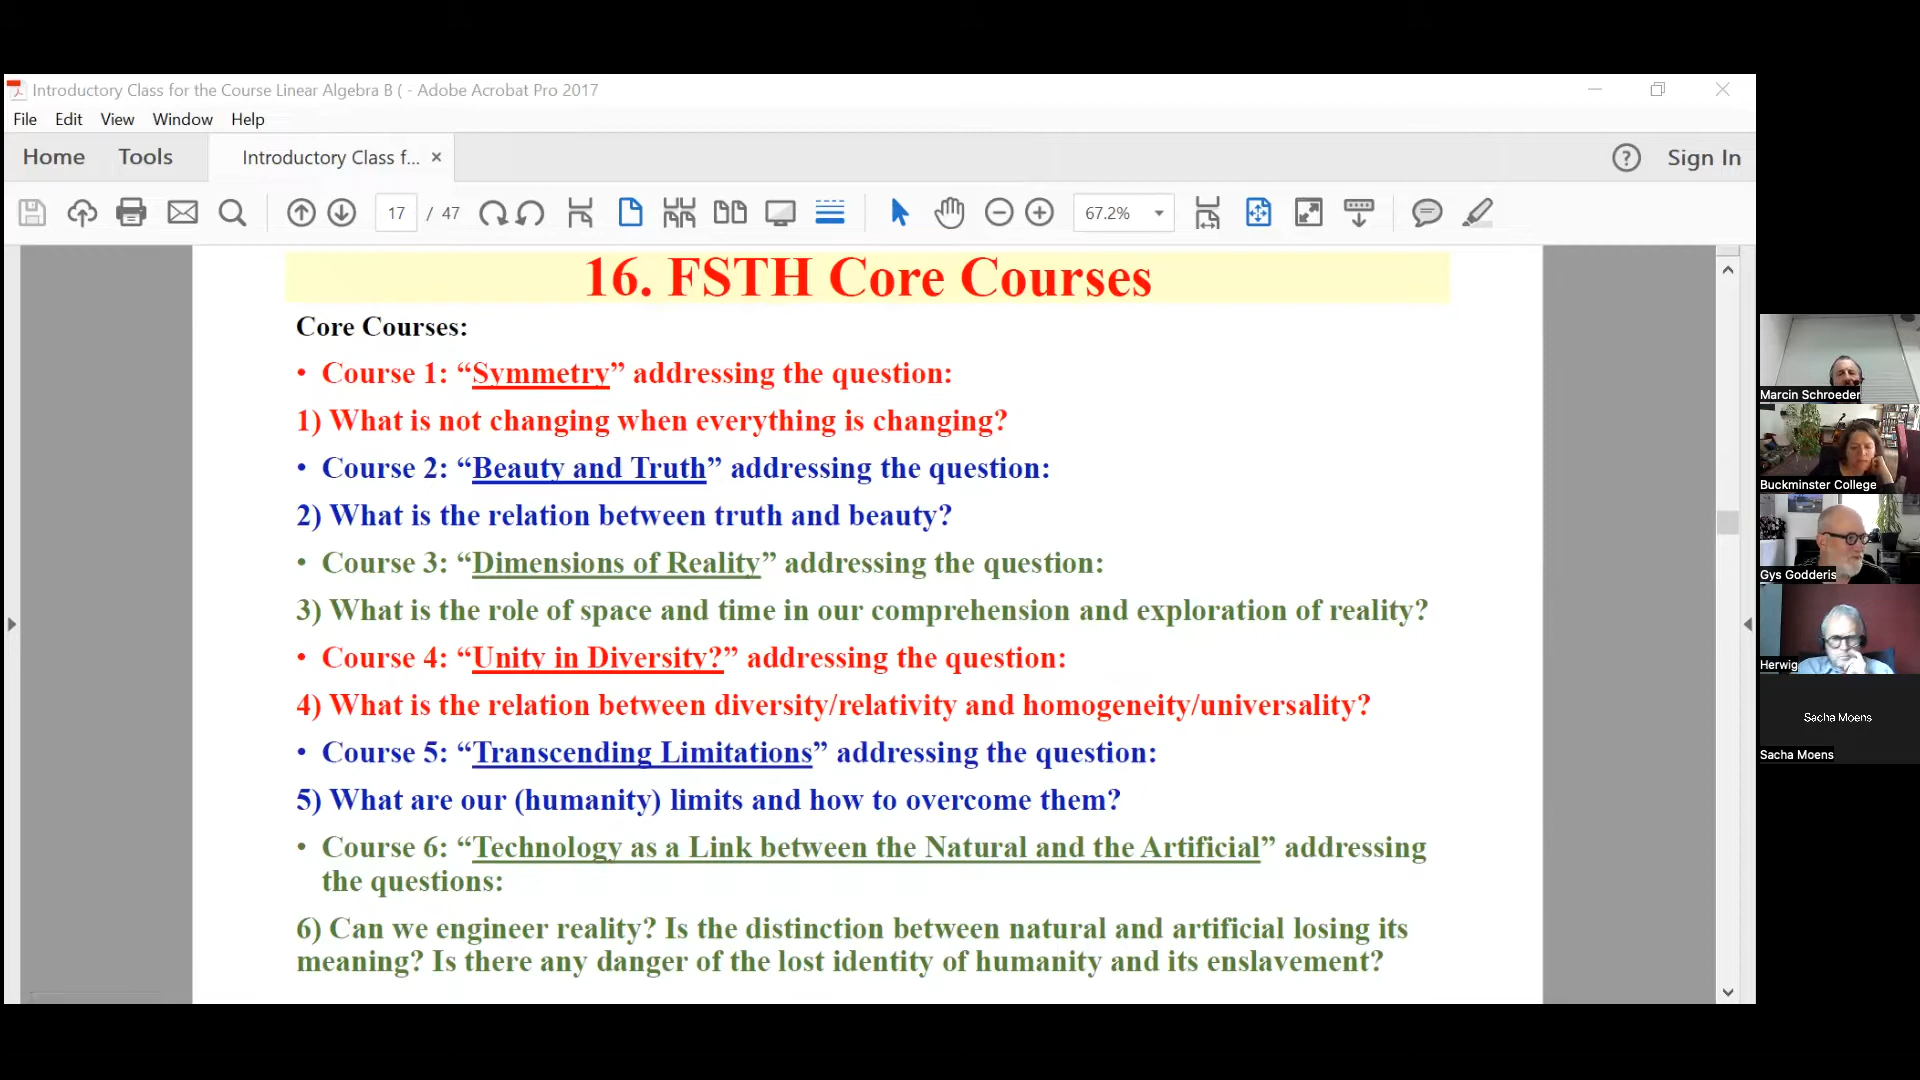 Introductory Class for the Course Linear Algebra B ( - Adobe Acrobat Pro 2017
File Edit View Window Help
Home Tools Introductory Class f... × ? Sign In
17 / 47 67.2%
16. FSTH Core Courses
Core Courses:
• Course 1: “Symmetry” addressing the question:
1) What is not changing when everything is changing?
• Course 2: “Beauty and Truth” addressing the question:
2) What is the relation between truth and beauty?
• Course 3: “Dimensions of Reality” addressing the question:
3) What is the role of space and time in our comprehension and exploration of reality?
• Course 4: “Unity in Diversity?” addressing the question:
4) What is the relation between diversity/relativity and homogeneity/universality?
• Course 5: “Transcending Limitations” addressing the question:
5) What are our (humanity) limits and how to overcome them?
• Course 6: “Technology as a Link between the Natural and the Artificial” addressing
the questions:
6) Can we engineer reality? Is the distinction between natural and artificial losing its
meaning? Is there any danger of the lost identity of humanity and its enslavement?
Marcin Schroeder
Buckminster College
Gys Godderis
Herwig
Sacha Moens
Sacha Moens